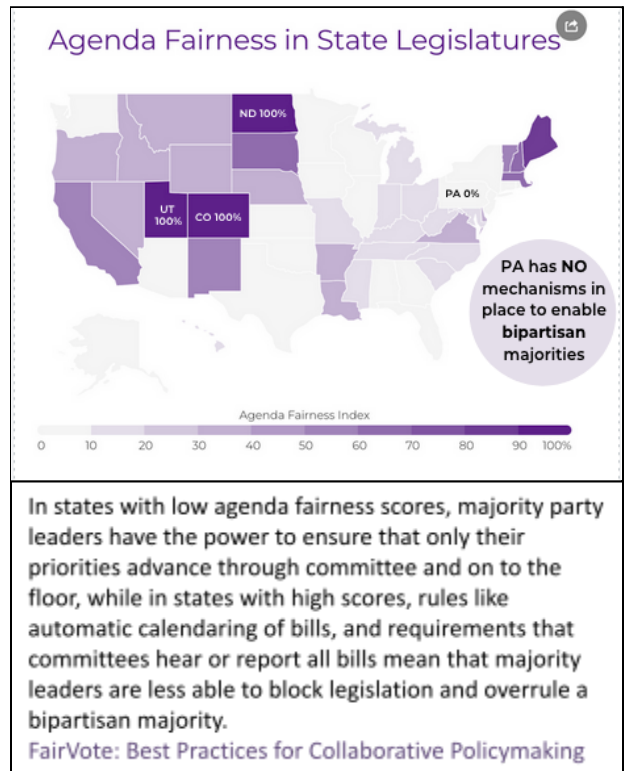 Agenda Fairness in State Legislatures
ND 100%
UT
100%
CO 100%
PA 0%
PA has NO
mechanisms in
place to enable
bipartisan
majorities
Agenda Fairness Index
0 10 20 30 40 50 60 70 80 90 100%
In states with low agenda fairness scores, majority party
leaders have the power to ensure that only their
priorities advance through committee and on to the
floor, while in states with high scores, rules like
automatic calendaring of bills, and requirements that
committees hear or report all bills mean that majority
leaders are less able to block legislation and overrule a
bipartisan majority.
FairVote: Best Practices for Collaborative Policymaking